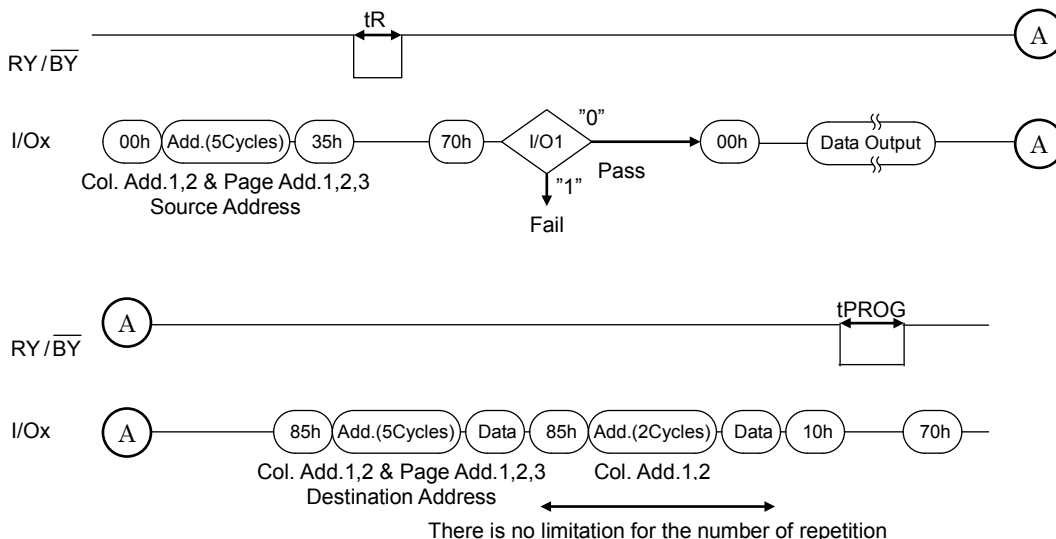 tR
RY/BY A
I/Ox 00h Add.(5Cycles) 35h 70h I/O1 "0" Pass 00h Data Output A
"1"
Fail
Col. Add.1,2 & Page Add.1,2,3
Source Address
tPROG
RY/BY A
I/Ox A 85h Add.(5Cycles) Data 85h Add.(2Cycles) Data 10h 70h
Col. Add.1,2 & Page Add.1,2,3 Col. Add.1,2
Destination Address
There is no limitation for the number of repetition